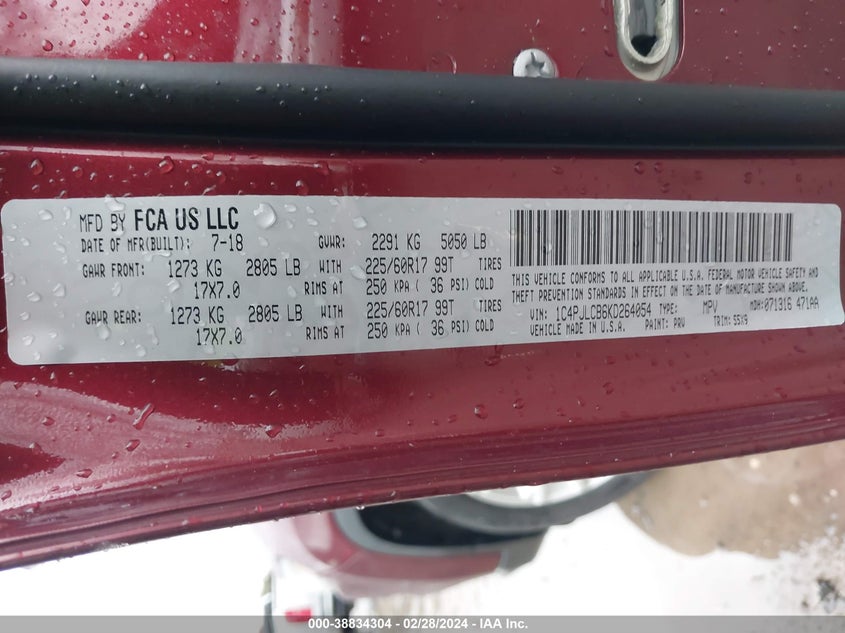 MFD BY FCA US LLC
DATE OF MFR(BUILT): 7-18 GVWR: 2291 KG 5050 LB
GAWR FRONT: 1273 KG 2805 LB WITH 225/60R17 99T TIRES
17X7.0 RIMS AT 250 KPA ( 36 PSI) COLD
GAWR REAR: 1273 KG 2805 LB WITH 225/60R17 99T TIRES
17X7.0 RIMS AT 250 KPA ( 36 PSI) COLD
THIS VEHICLE CONFORMS TO ALL APPLICABLE U.S.A. FEDERAL MOTOR VEHICLE SAFETY AND
THEFT PREVENTION STANDARDS IN EFFECT ON THE DATE OF MANUFACTURE SHOWN ABOVE.
VIN: 1C4PJLCB6KD264054 TYPE: MPV MDH: 071316 471AA
VEHICLE MADE IN U.S.A. PAINT: PRV TRIM: S5X9
000-38834304 / 02/28/2024 / IAA Inc.